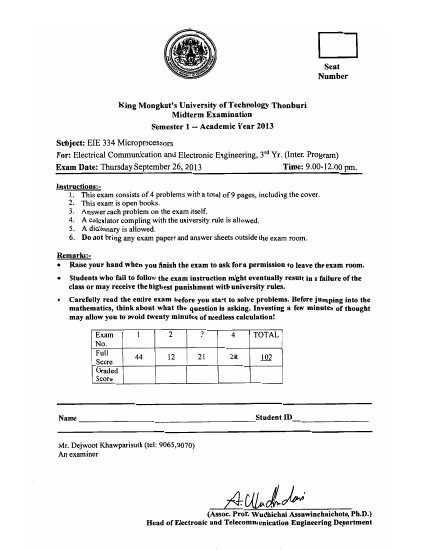 Seat
Number
King Mongkut's University of Technology Thonburi
Midterm Examination
Semester 1 -- Academic Year 2013
Subject: EIE 334 Microprocessors
For: Electrical Communication and Electronic Engineering, 3rd Yr. (Inter. Program)
Exam Date: Thursday September 26, 2013 Time: 9.00-12.00 pm.
Instructions:-
1. This exam consists of 4 problems with a total of 9 pages, including the cover.
2. This exam is open books.
3. Answer each problem on the exam itself.
4. A calculator compling with the university rule is allowed.
5. A dictionary is allowed.
6. Do not bring any exam papers and answer sheets outside the exam room.
Remarks:-
• Raise your hand when you finish the exam to ask for a permission to leave the exam room.
• Students who fail to follow the exam instruction might eventually result in a failure of the
class or may receive the highest punishment with university rules.
• Carefully read the entire exam before you start to solve problems. Before jumping into the
mathematics, think about what the question is asking. Investing a few minutes of thought
may allow you to avoid twenty minutes of needless calculation!
Exam No. 1 2 3 4 TOTAL
Full Score 44 12 21 102
Graded Score
Name Student ID
Mr. Dejwoot Khawparisuth (tel: 9065,9070)
An examiner
(Assoc. Prof. Wudhichai Assawinchaichote, Ph.D.)
Head of Electronic and Telecommunication Engineering Department